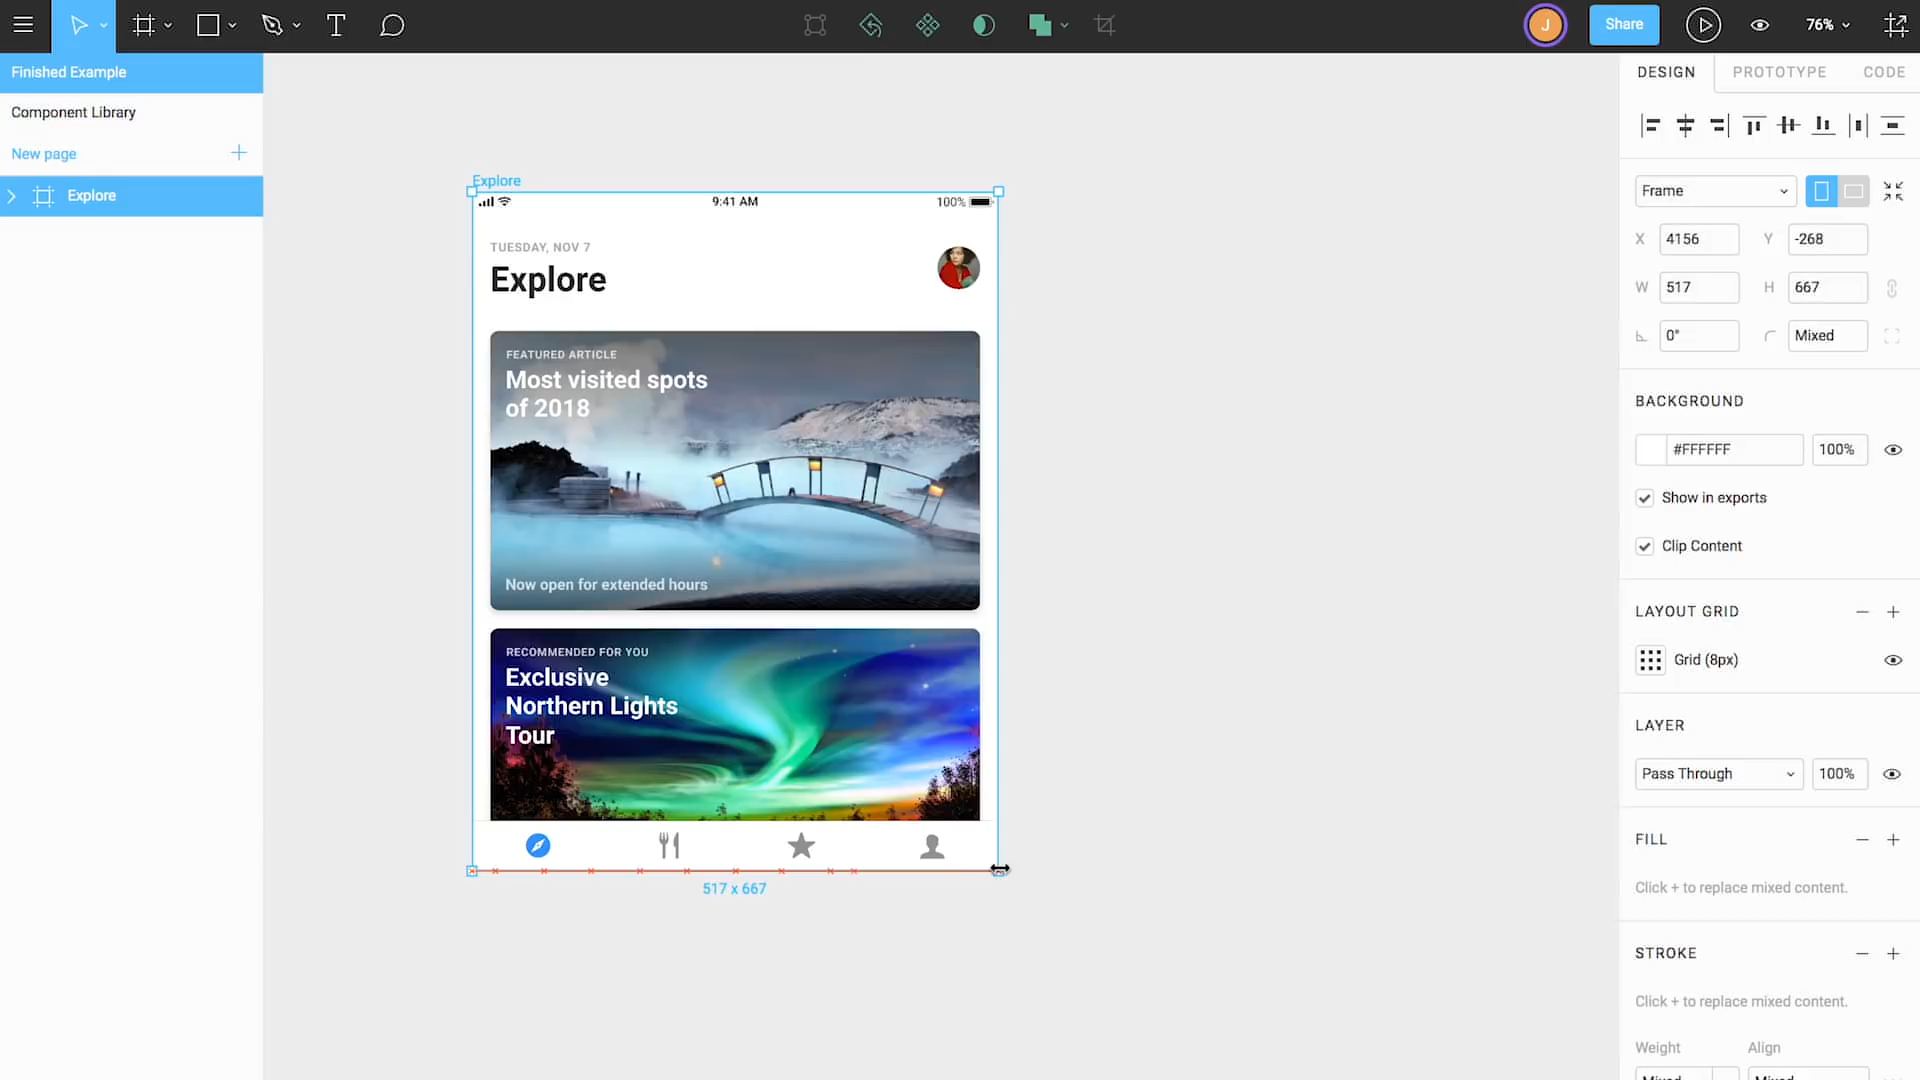 J
Share
76%
Finished Example
Component Library
New page
Explore
Explore
9:41 AM
100%
TUESDAY, NOV 7
Explore
FEATURED ARTICLE
Most visited spots
of 2018
Now open for extended hours
RECOMMENDED FOR YOU
Exclusive
Northern Lights
Tour
517 x 667
DESIGN
PROTOTYPE
CODE
Frame
X 4156
Y -268
W 517
H 667
0°
Mixed
BACKGROUND
#FFFFFF
100%
Show in exports
Clip Content
LAYOUT GRID
Grid (8px)
LAYER
Pass Through
100%
FILL
Click + to replace mixed content.
STROKE
Click + to replace mixed content.
Weight
Align
Mixed
Mixed